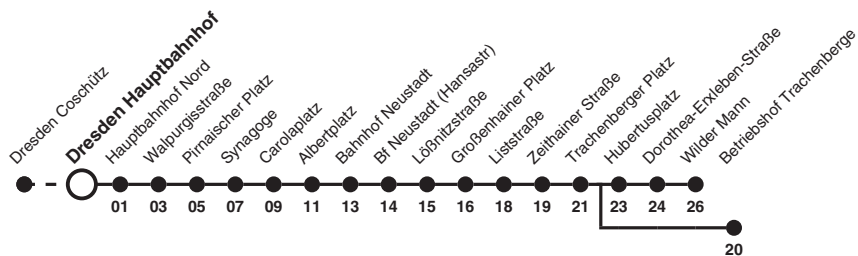 Dresden Coschütz
Dresden Hauptbahnhof
Hauptbahnhof Nord
Walpurgisstraße
Pirnaischer Platz
Synagoge
Carolaplatz
Albertplatz
Bahnhof Neustadt
Bf Neustadt (Hansastr)
Lößnitzstraße
Großenhainer Platz
Liststraße
Zeithainer Straße
Trachenberger Platz
Hubertusplatz
Dorothea-Erxleben-Straße
Wilder Mann
Betriebshof Trachenberge
01 03 05 07 09 11 13 14 15 16 18 19 21 23 24 26
20